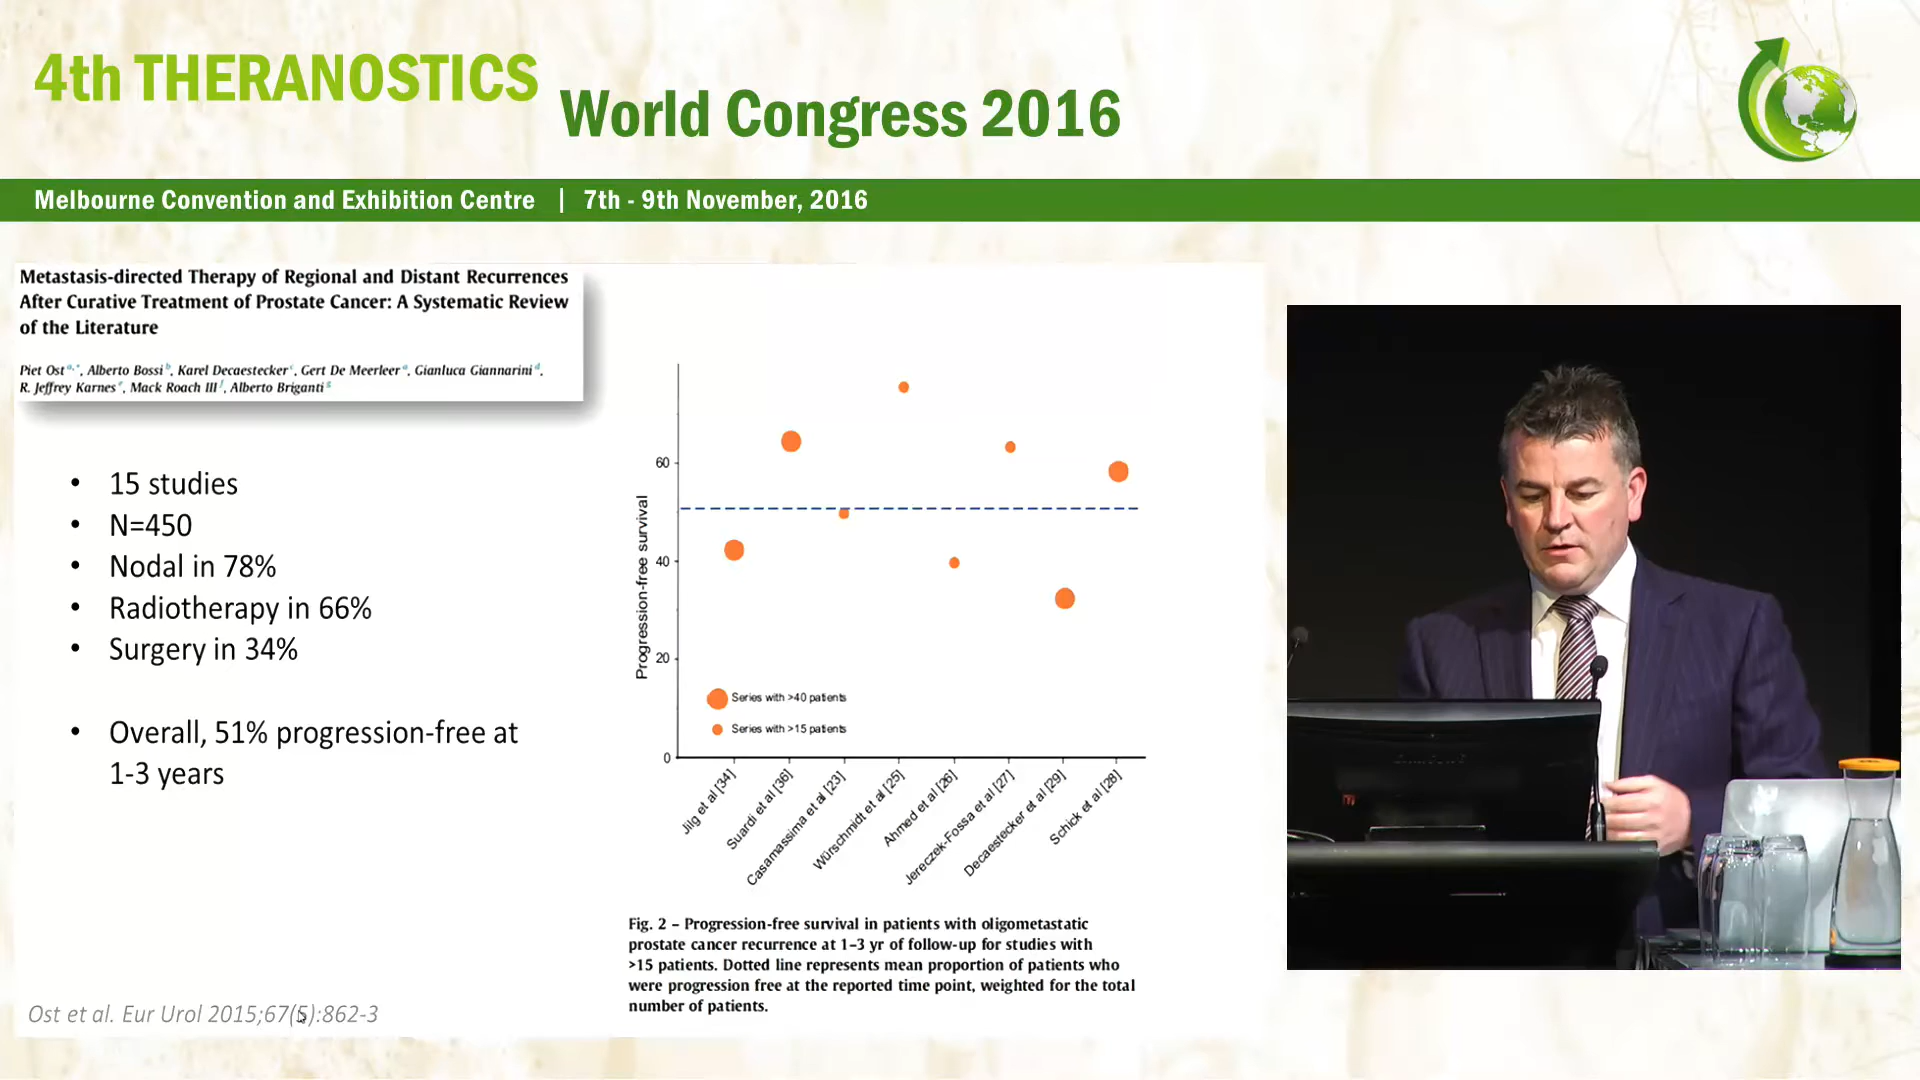 4th THERANOSTICS
World Congress 2016
Melbourne Convention and Exhibition Centre | 7th - 9th November, 2016
Metastasis-directed Therapy of Regional and Distant Recurrences
After Curative Treatment of Prostate Cancer: A Systematic Review
of the Literature
Piet Ost a,*, Alberto Bossi b, Karel Decaestecker c, Gert De Meerleer a, Gianluca Giannarini d,
R. Jeffrey Karnes e, Mack Roach III f, Alberto Briganti g
• 15 studies
• N=450
• Nodal in 78%
• Radiotherapy in 66%
• Surgery in 34%
• Overall, 51% progression-free at
1-3 years
Ost et al. Eur Urol 2015;67(5):862-3
Progression-free survival
60
40
20
0
Series with >40 patients
Series with >15 patients
Jilg et al [34]
Suardi et al [36]
Casamassima et al [23]
Würschmidt et al [25]
Ahmed et al [26]
Jereczek-Fossa et al [27]
Decaestecker et al [29]
Schick et al [28]
Fig. 2 – Progression-free survival in patients with oligometastatic
prostate cancer recurrence at 1–3 yr of follow-up for studies with
>15 patients. Dotted line represents mean proportion of patients who
were progression free at the reported time point, weighted for the total
number of patients.
SAMSUNG